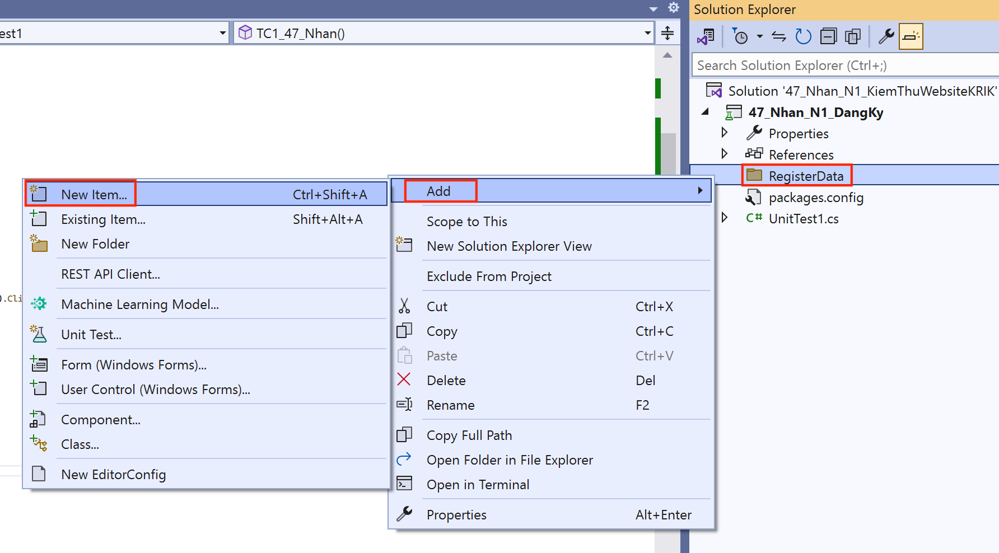 est1
TC1_47_Nhan()
Solution Explorer
Search Solution Explorer (Ctrl+;)
Solution '47_Nhan_N1_KiemThuWebsiteKRIK'
47_Nhan_N1_DangKy
Properties
References
RegisterData
packages.config
C# UnitTest1.cs
).Cli
New Item... Ctrl+Shift+A
Existing Item... Shift+Alt+A
New Folder
REST API Client...
Machine Learning Model...
Unit Test...
Form (Windows Forms)...
User Control (Windows Forms)...
Component...
Class...
New EditorConfig
Add
Scope to This
New Solution Explorer View
Exclude From Project
Cut Ctrl+X
Copy Ctrl+C
Paste Ctrl+V
Delete Del
Rename F2
Copy Full Path
Open Folder in File Explorer
Open in Terminal
Properties Alt+Enter